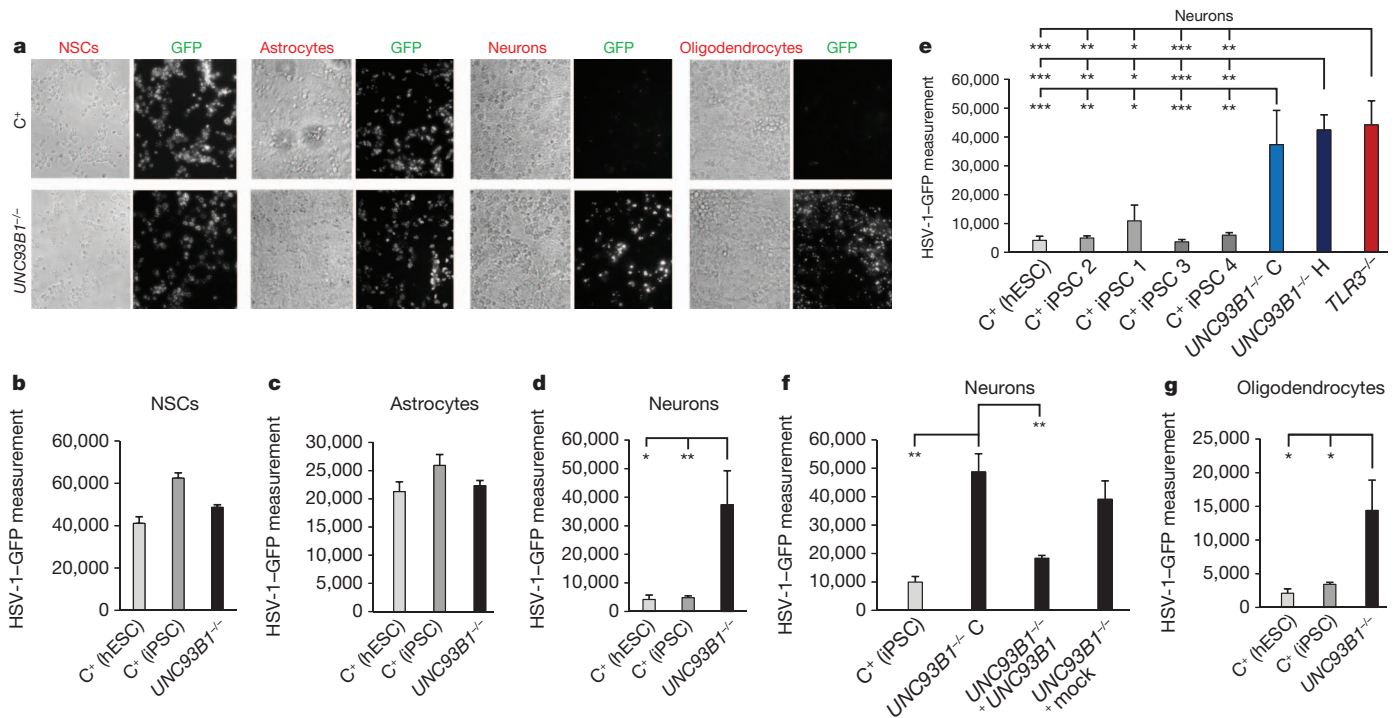 a
NSCs GFP Astrocytes GFP Neurons GFP Oligodendrocytes GFP
C⁺
UNC93B1⁻/⁻
b
NSCs
HSV-1–GFP measurement
60,000
40,000
20,000
0
C⁺ (hESC)
C⁺ (iPSC)
UNC93B1⁻/⁻
c
Astrocytes
HSV-1–GFP measurement
30,000
25,000
20,000
15,000
10,000
5,000
0
C⁺ (hESC)
C⁺ (iPSC)
UNC93B1⁻/⁻
d
Neurons
HSV-1–GFP measurement
60,000
50,000
40,000
30,000
20,000
10,000
0
* **
C⁺ (hESC)
C⁺ (iPSC)
UNC93B1⁻/⁻
e
Neurons
*** ** * *** **
*** ** * *** **
*** ** * *** **
HSV-1–GFP measurement
60,000
50,000
40,000
30,000
20,000
10,000
0
C⁺ (hESC)
C⁺ iPSC 2
C⁺ iPSC 1
C⁺ iPSC 3
C⁺ iPSC 4
UNC93B1⁻/⁻ C
UNC93B1⁻/⁻ H
TLR3⁻/⁻
f
Neurons
HSV-1–GFP measurement
60,000
50,000
40,000
30,000
20,000
10,000
0
**
**
C⁺ (iPSC)
UNC93B1⁻/⁻ C
UNC93B1⁻/⁻
+ UNC93B1
UNC93B1⁻/⁻
+ mock
g
Oligodendrocytes
HSV-1–GFP measurement
25,000
20,000
15,000
10,000
5,000
0
* *
C⁺ (hESC)
C⁺ (iPSC)
UNC93B1⁻/⁻